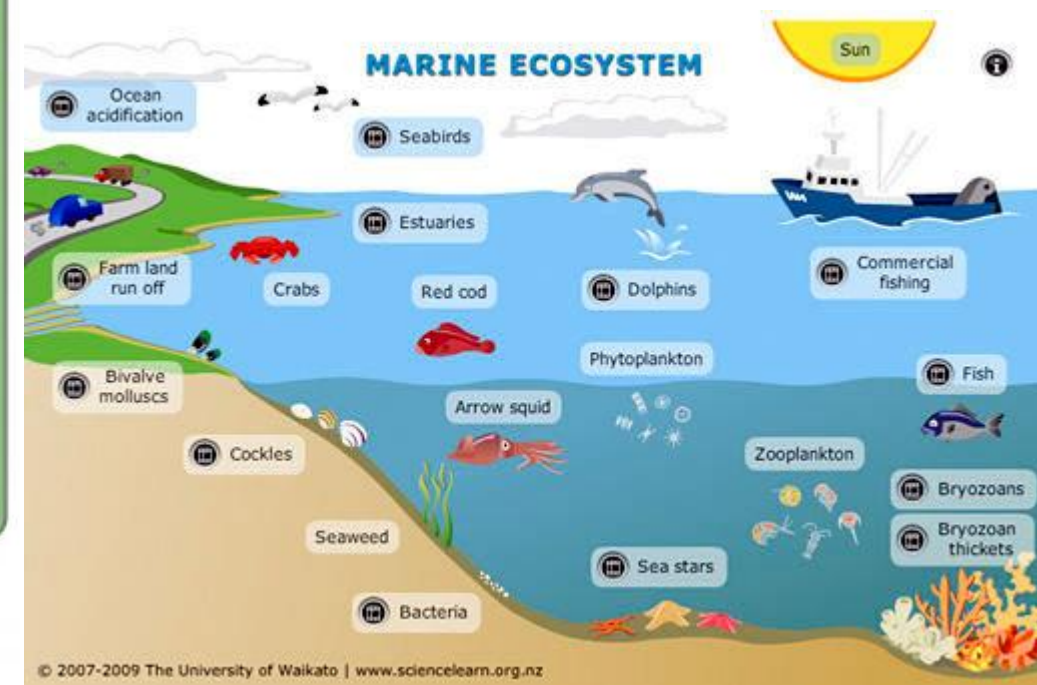 MARINE ECOSYSTEM
Sun
Ocean
acidification
Seabirds
Estuaries
Farm land
run off
Crabs
Red cod
Dolphins
Commercial
fishing
Phytoplankton
Bivalve
molluscs
Fish
Arrow squid
Cockles
Zooplankton
Bryozoans
Seaweed
Bryozoan
thickets
Sea stars
Bacteria
© 2007-2009 The University of Waikato | www.sciencelearn.org.nz